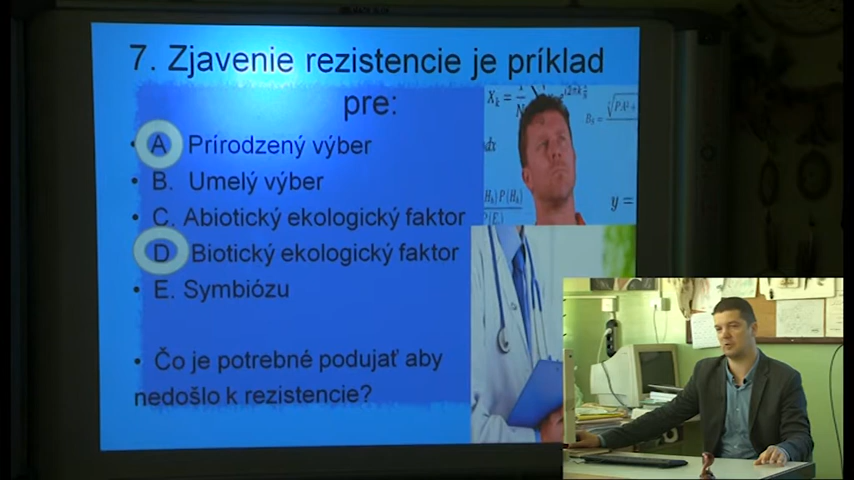 7. Zjavenie rezistencie je príklad
pre:
• A Prírodzený výber
• B. Umelý výber
• C. Abiotický ekologický faktor
• D Biotický ekologický faktor
• E. Symbiózu
• Čo je potrebné podujať aby
nedošlo k rezistencie?